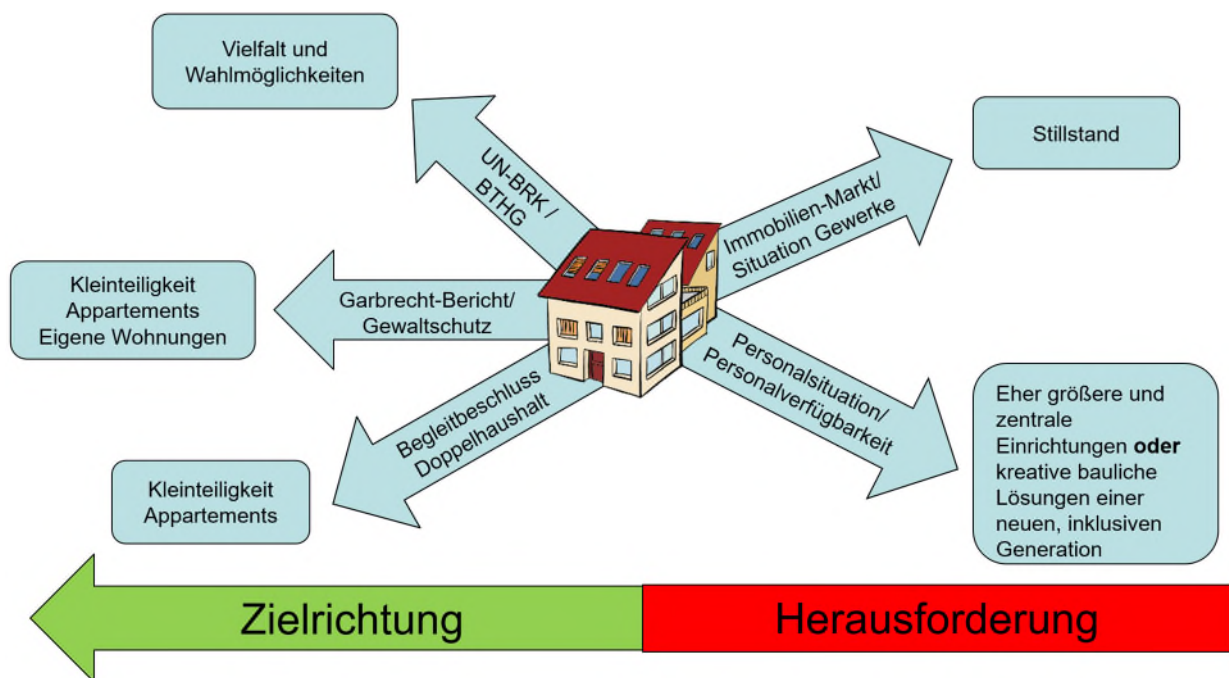 Vielfalt und
Wahlmöglichkeiten
UN-BRK /
BTHG
Immobilien-Markt/
Situation Gewerke
Stillstand
Kleinteiligkeit
Appartements
Eigene Wohnungen
Garbrecht-Bericht/
Gewaltschutz
Begleitbeschluss
Doppelhaushalt
Kleinteiligkeit
Appartements
Personalsituation/
Personalverfügbarkeit
Eher größere und
zentrale
Einrichtungen oder
kreative bauliche
Lösungen einer
neuen, inklusiven
Generation
Zielrichtung
Herausforderung